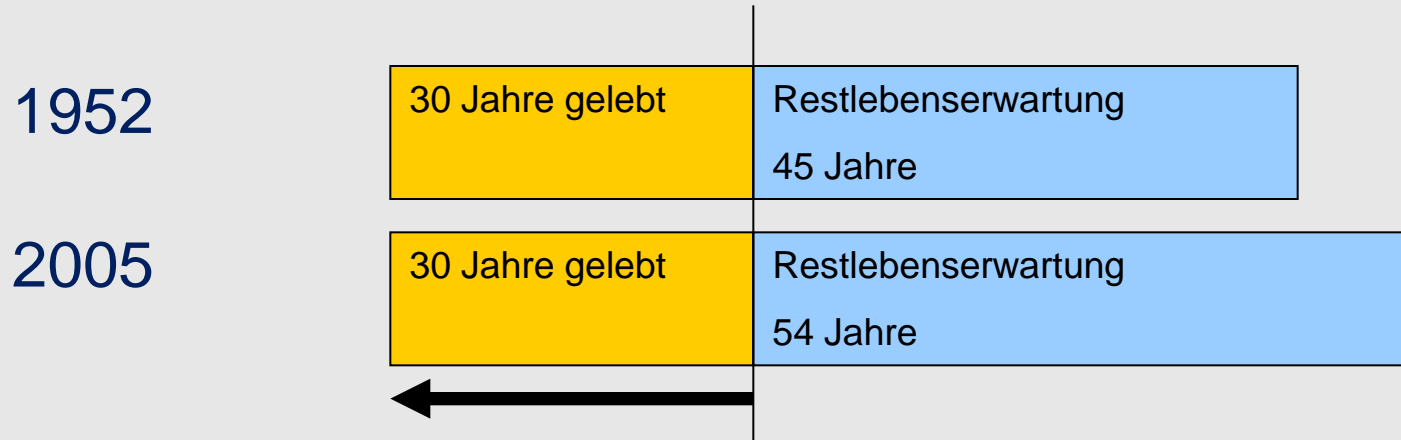 1952
30 Jahre gelebt
Restlebenserwartung
45 Jahre
2005
30 Jahre gelebt
Restlebenserwartung
54 Jahre